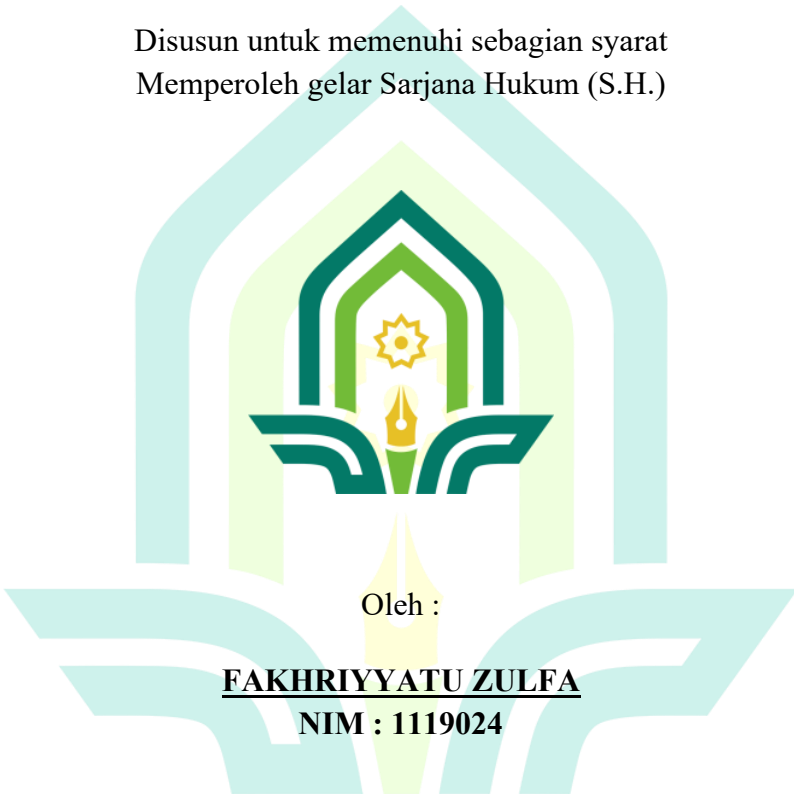 Disusun untuk memenuhi sebagian syarat
Memperoleh gelar Sarjana Hukum (S.H.)
Oleh :
FAKHRIYYATU ZULFA
NIM : 1119024